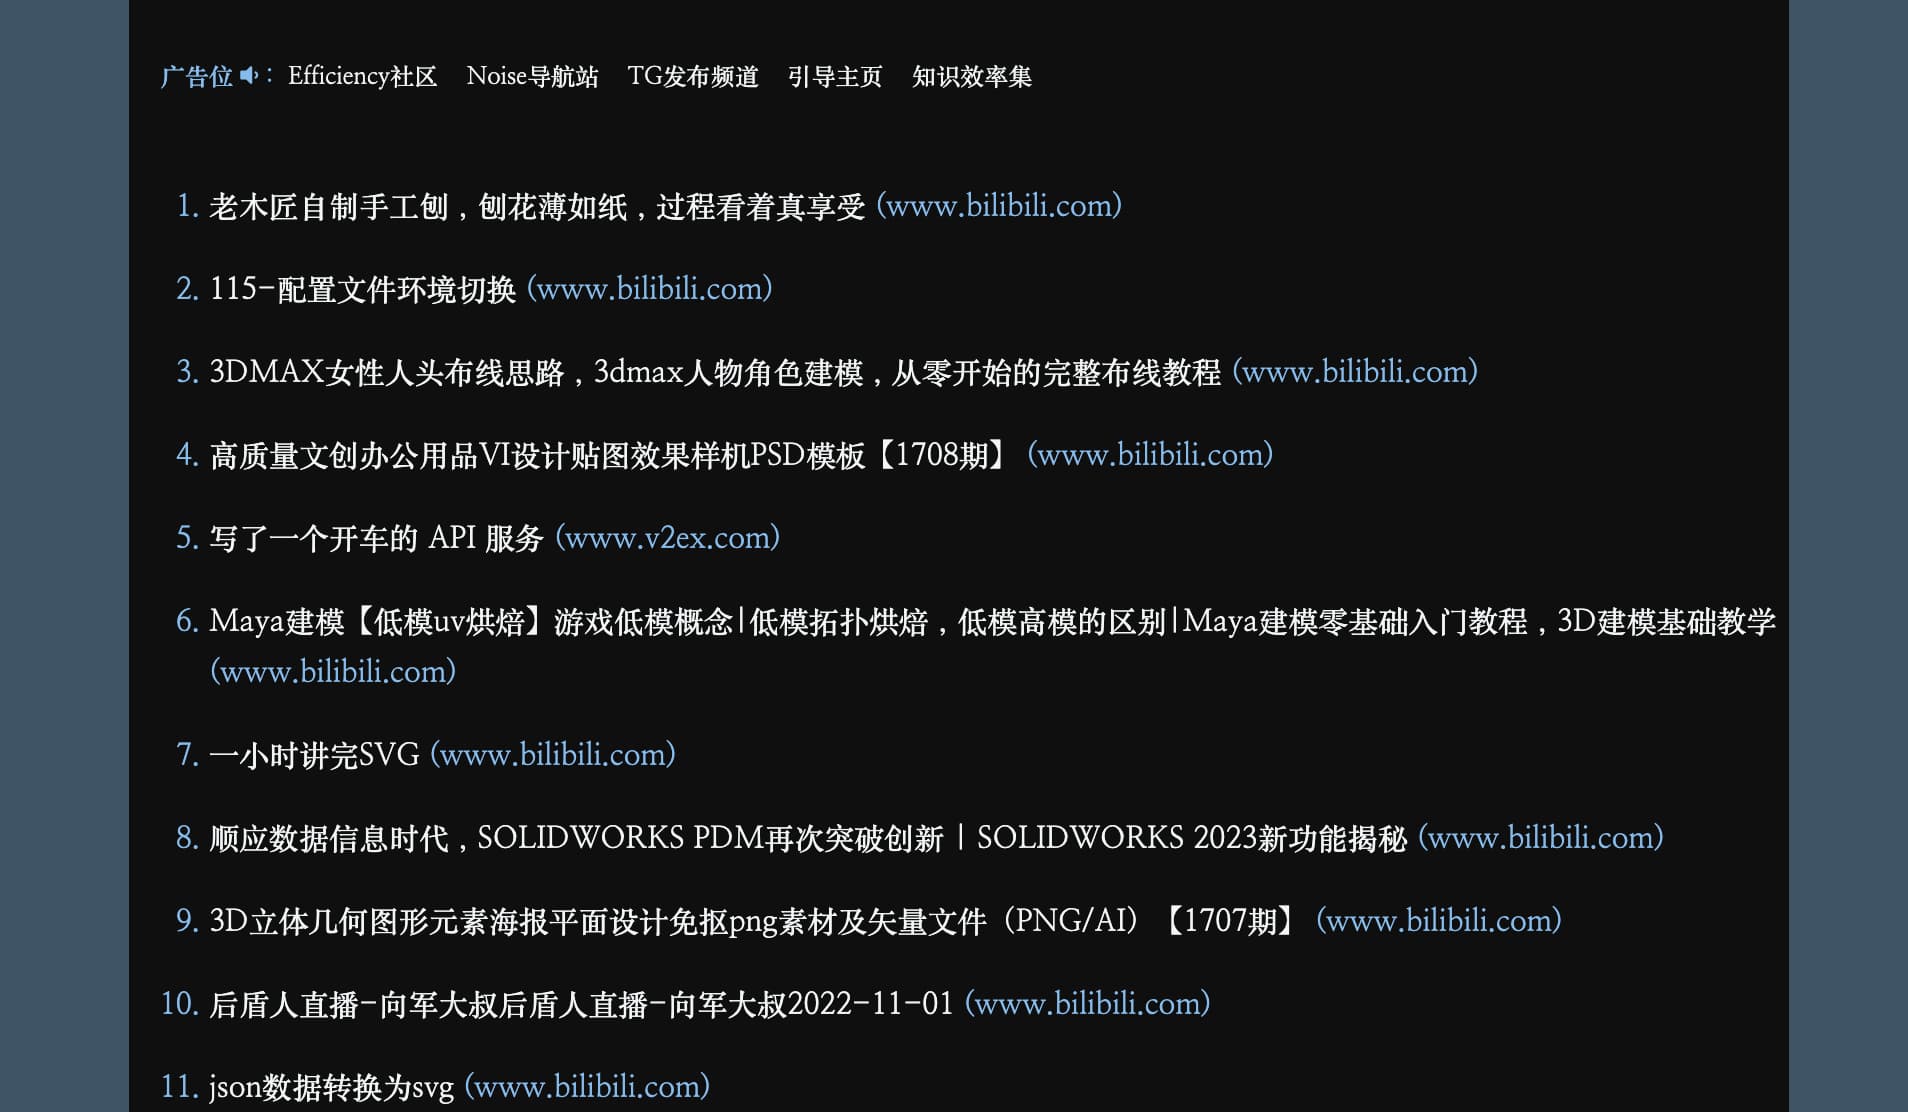 广告位：Efficiency社区 Noise导航站 TG发布频道 引导主页 知识效率集
1. 老木匠自制手工刨，刨花薄如纸，过程看着真享受 (www.bilibili.com)
2. 115-配置文件环境切换 (www.bilibili.com)
3. 3DMAX女性人头布线思路，3dmax人物角色建模，从零开始的完整布线教程 (www.bilibili.com)
4. 高质量文创办公用品VI设计贴图效果样机PSD模板【1708期】 (www.bilibili.com)
5. 写了一个开车的 API 服务 (www.v2ex.com)
6. Maya建模【低模uv烘焙】游戏低模概念|低模拓扑烘焙，低模高模的区别|Maya建模零基础入门教程，3D建模基础教学
(www.bilibili.com)
7. 一小时讲完SVG (www.bilibili.com)
8. 顺应数据信息时代，SOLIDWORKS PDM再次突破创新丨SOLIDWORKS 2023新功能揭秘 (www.bilibili.com)
9. 3D立体几何图形元素海报平面设计免抠png素材及矢量文件（PNG/AI）【1707期】 (www.bilibili.com)
10. 后盾人直播-向军大叔后盾人直播-向军大叔2022-11-01 (www.bilibili.com)
11. json数据转换为svg (www.bilibili.com)